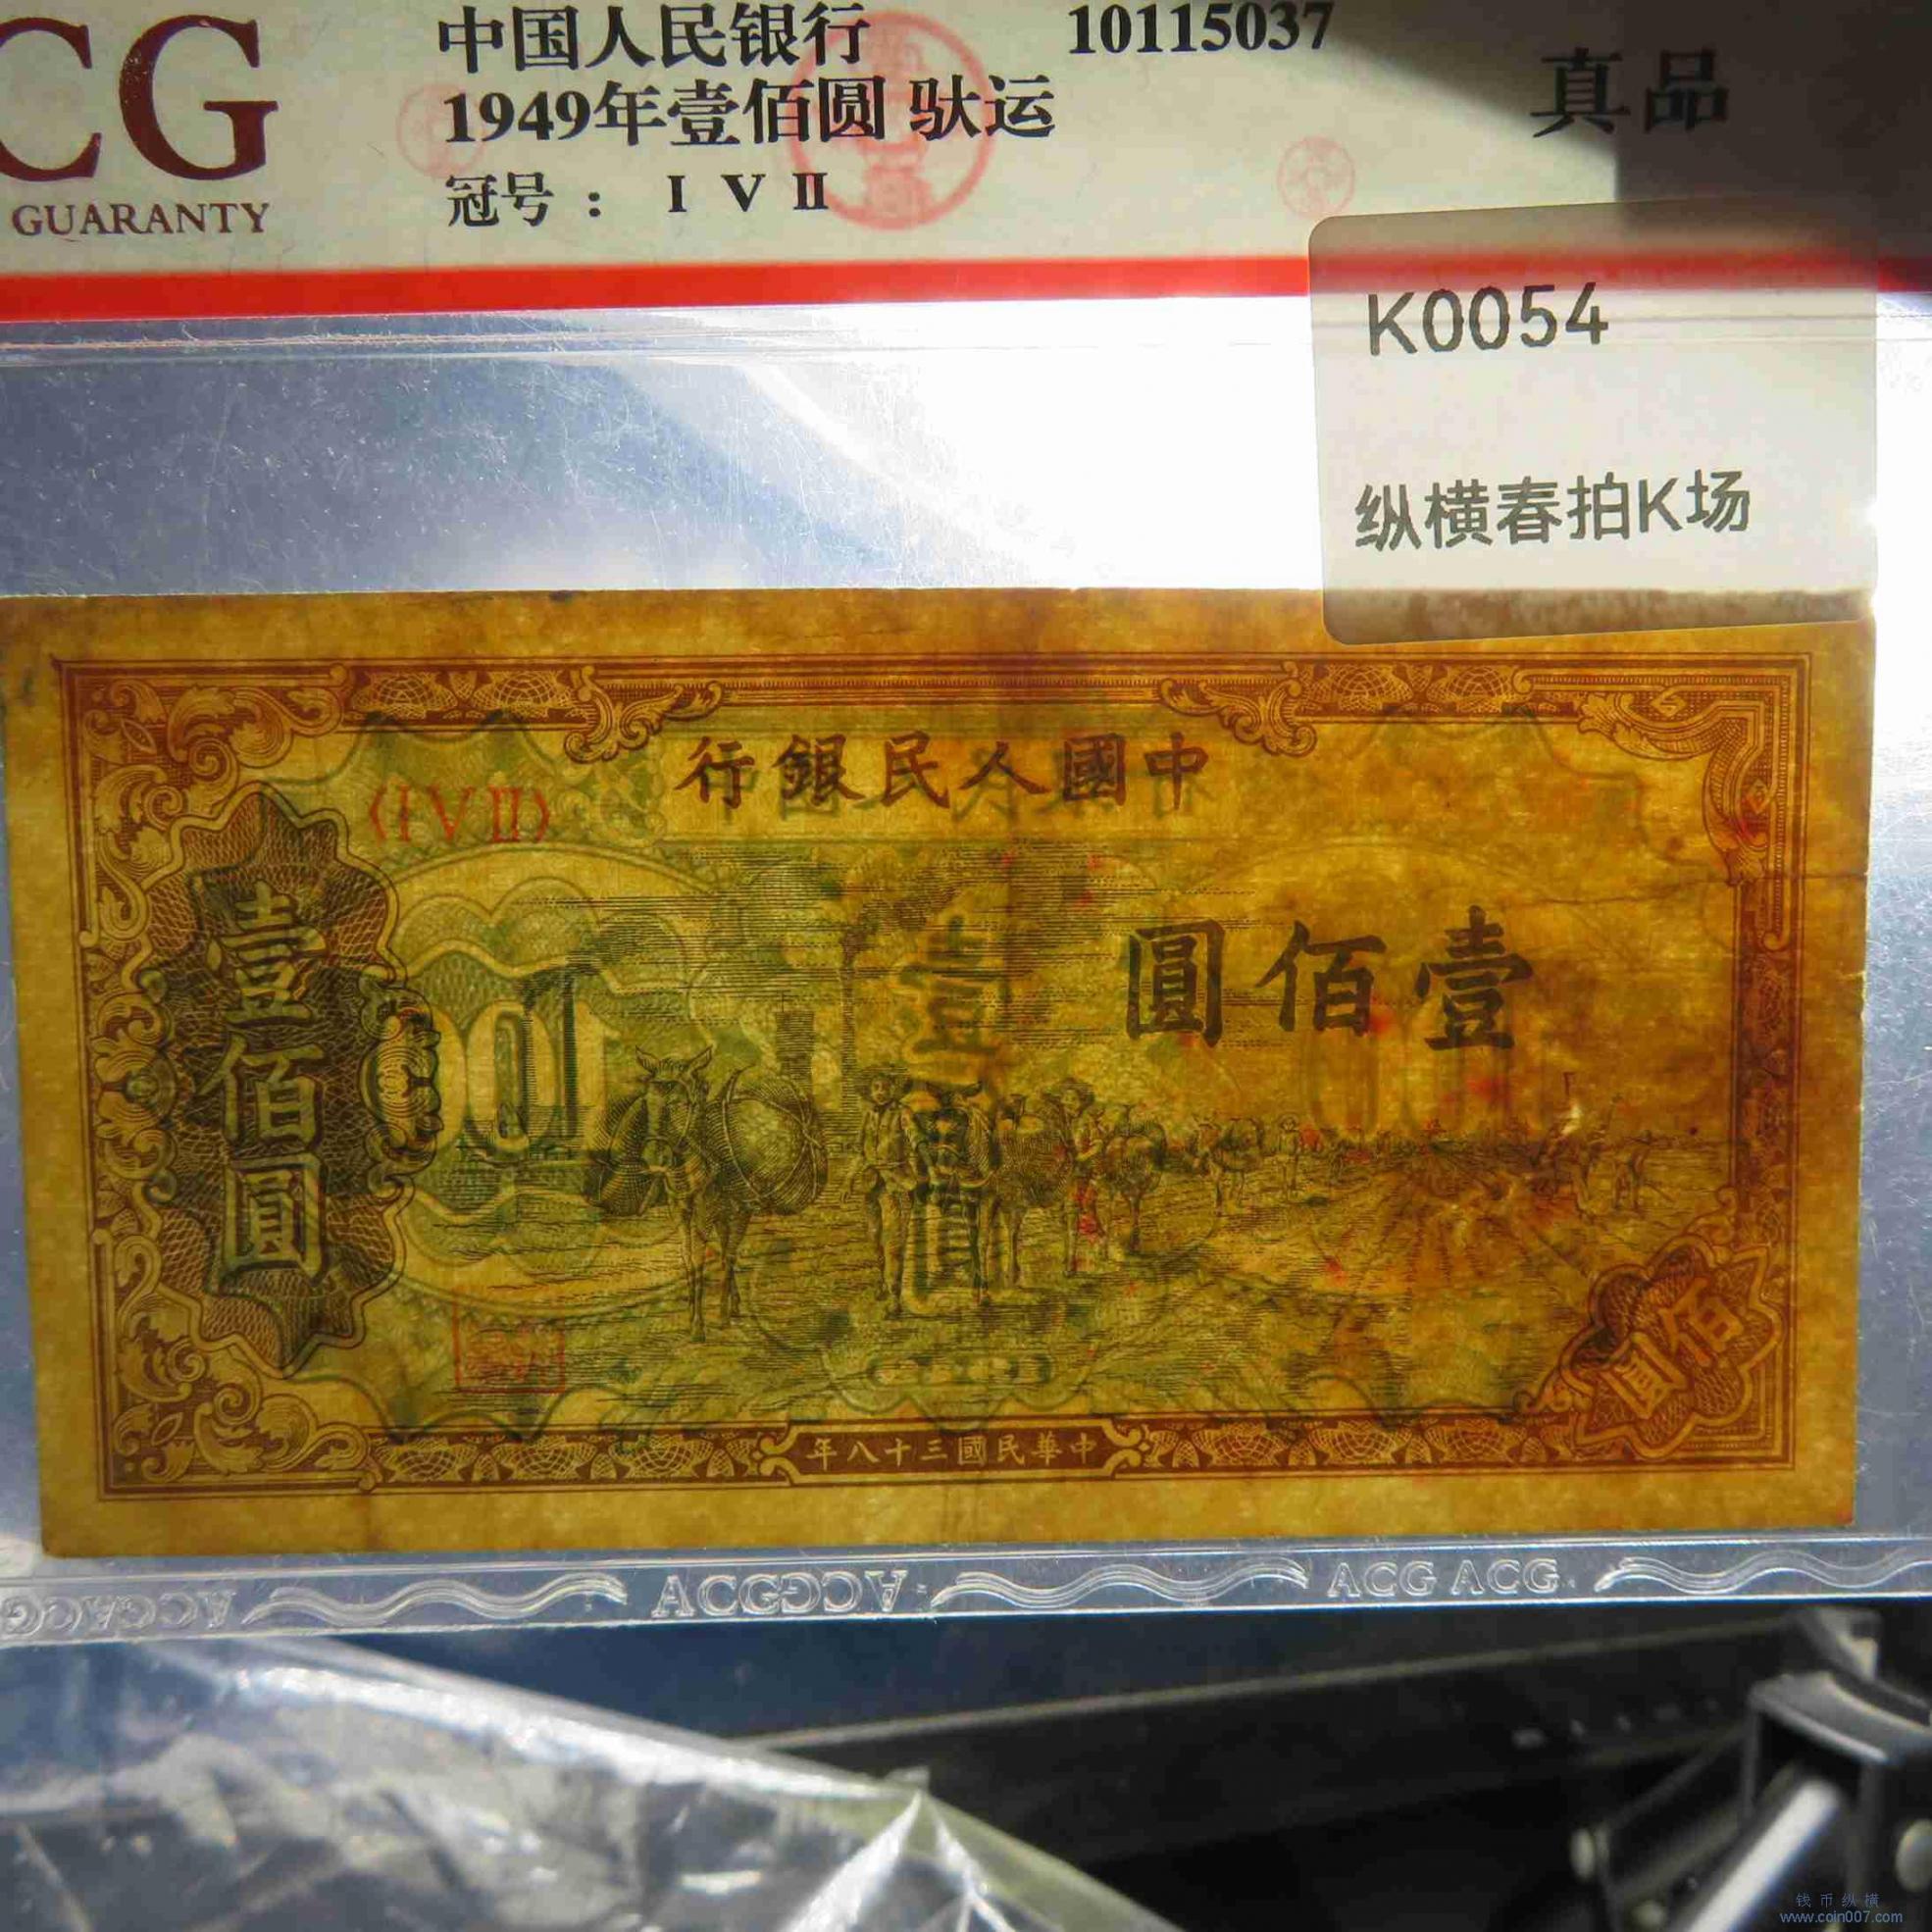 CG
GUARANTY
中国人民银行
10115037
1949年壹佰圆 驮运
冠号： I V II
真品
K0054
纵横春拍K场
行銀民人國中
(I V II)
壹佰圓
圓佰壹
佰圓
年八十三國民華中
ACG ACG
钱币纵横
www.coin007.com